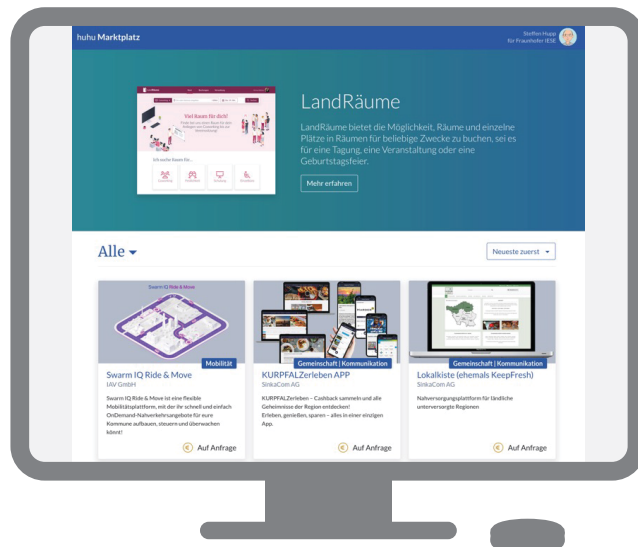 huhu Marktplatz
Steffen Hupp
für Fraunhofer IESE
LandRäume
LandRäume bietet die Möglichkeit, Räume und einzelne
Plätze in Räumen für beliebige Zwecke zu buchen, sei es
für eine Tagung, eine Veranstaltung oder eine
Geburtstagsfeier.
Mehr erfahren
Viel Raum für dich!
Ich suche Raum für...
Alle
Neueste zuerst
Swarm IQ Ride & Move
Mobilität
Swarm IQ Ride & Move
IAV GmbH
Swarm IQ Ride & Move ist eine flexible
Mobilitätsplattform, mit der ihr schnell und einfach
OnDemand-Nahverkehrsangebote für eure
Kommune aufbauen, steuern und überwachen
könnt!
Auf Anfrage
Gemeinschaft | Kommunikation
KURPFALZerleben APP
SinkaCom AG
KURPFALZerleben – Cashback sammeln und alle
Geheimnisse der Region entdecken!
Erleben, genießen, sparen – alles in einer einzigen
App.
Auf Anfrage
Gemeinschaft | Kommunikation
Lokalkiste (ehemals KeepFresh)
SinkaCom AG
Nahversorgungsplattform für ländliche
unterversorgte Regionen
Auf Anfrage